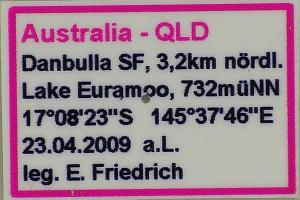 Australia - QLD
Danbulla SF, 3,2km nördl.
Lake Euramoo, 732müNN
17°08'23"S 145°37'46"E
23.04.2009 a.L.
leg. E. Friedrich